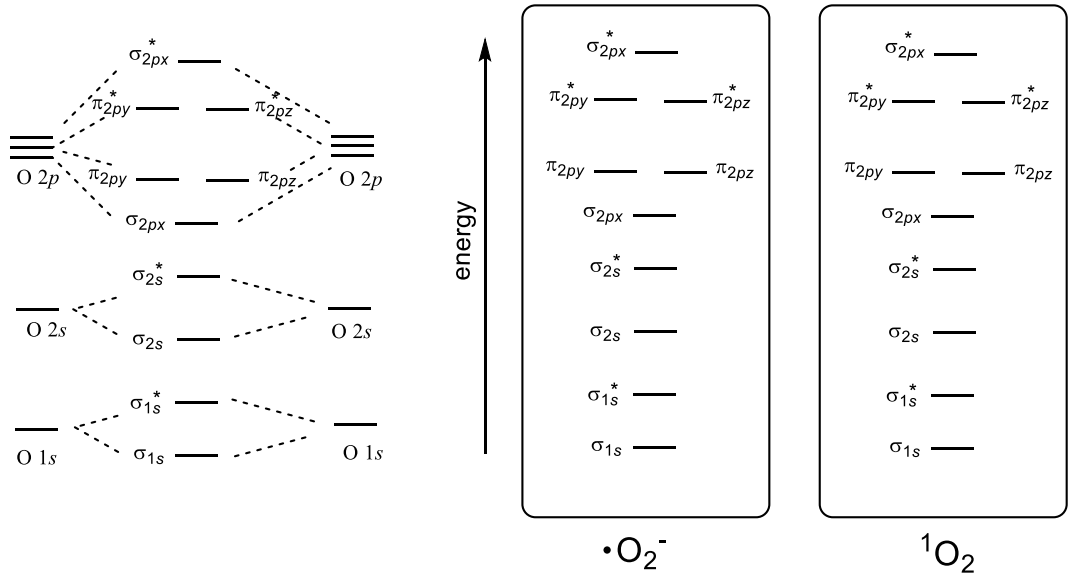 σ*2px
π*2py π*2pz
O 2p O 2p
π2py π2pz
σ2px
σ*2s
O 2s O 2s
σ2s
σ*1s
O 1s O 1s
σ1s
energy
σ*2px
π*2py π*2pz
π2py π2pz
σ2px
σ*2s
σ2s
σ*1s
σ1s
•O2-
σ*2px
π*2py π*2pz
π2py π2pz
σ2px
σ*2s
σ2s
σ*1s
σ1s
1O2